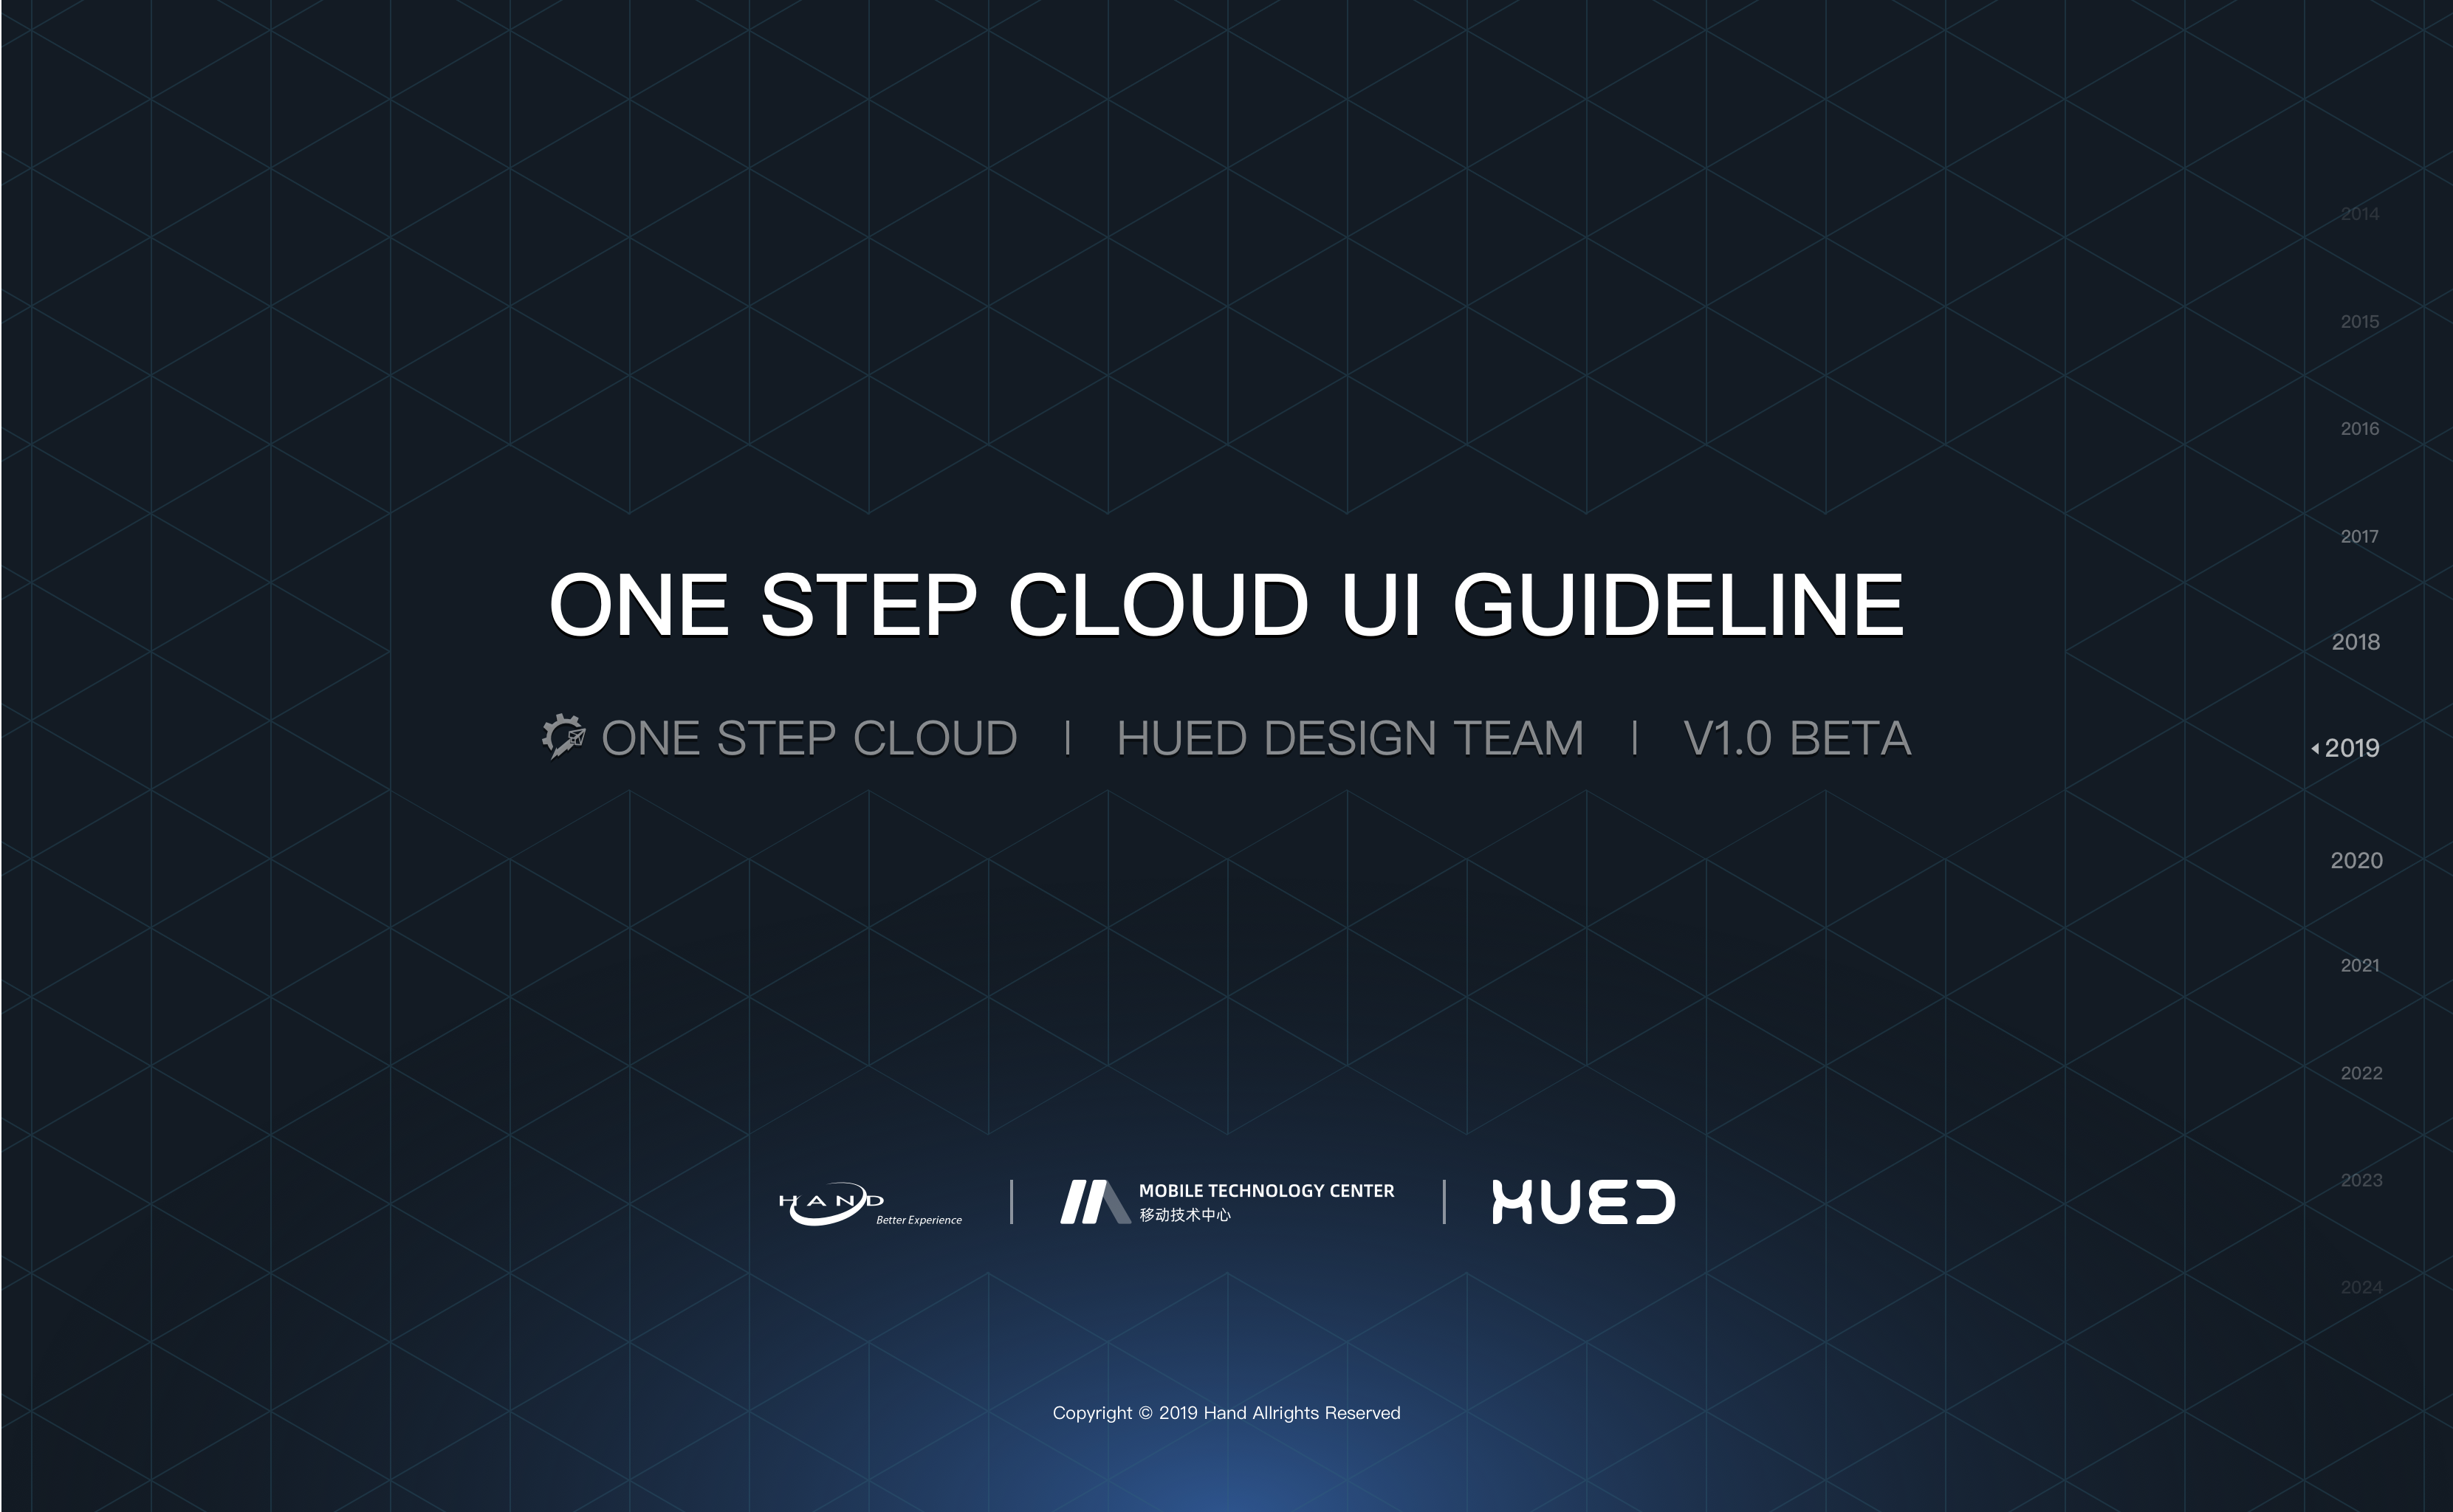 2014
2015
2016
2017
ONE STEP CLOUD UI GUIDELINE
2018
ONE STEP CLOUD | HUED DESIGN TEAM | V1.0 BETA
2019
2020
2021
2022
2023
HAND Better Experience
MOBILE TECHNOLOGY CENTER
移动技术中心
HUED
2024
Copyright © 2019 Hand Allrights Reserved